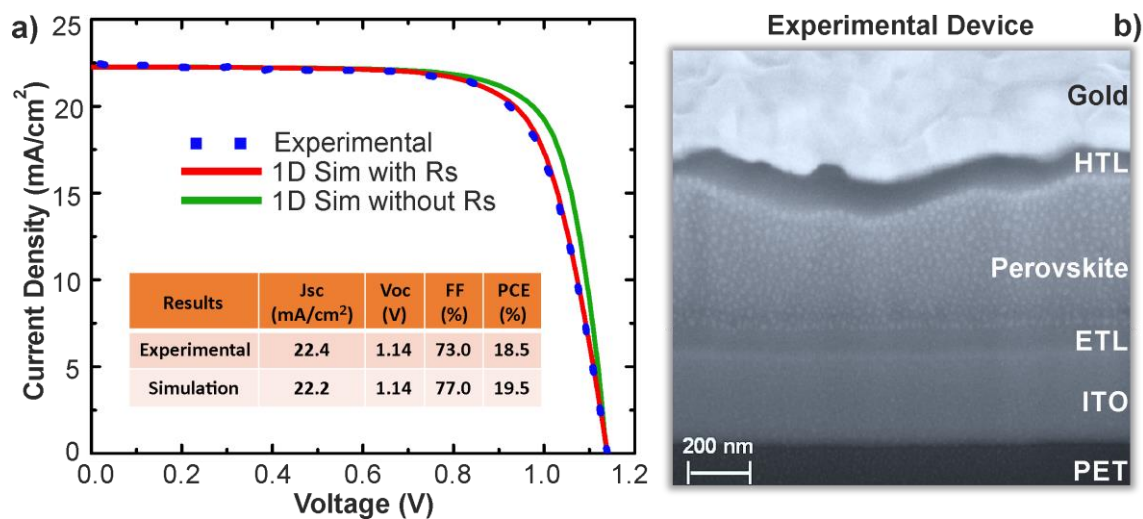 a)
25
20
15
10
5
0
Current Density (mA/cm²)
0.0 0.2 0.4 0.6 0.8 1.0 1.2
Voltage (V)
Experimental
1D Sim with Rs
1D Sim without Rs
Results Jsc (mA/cm²) Voc (V) FF (%) PCE (%)
Experimental 22.4 1.14 73.0 18.5
Simulation 22.2 1.14 77.0 19.5
Experimental Device
b)
Gold
HTL
Perovskite
ETL
ITO
200 nm
PET